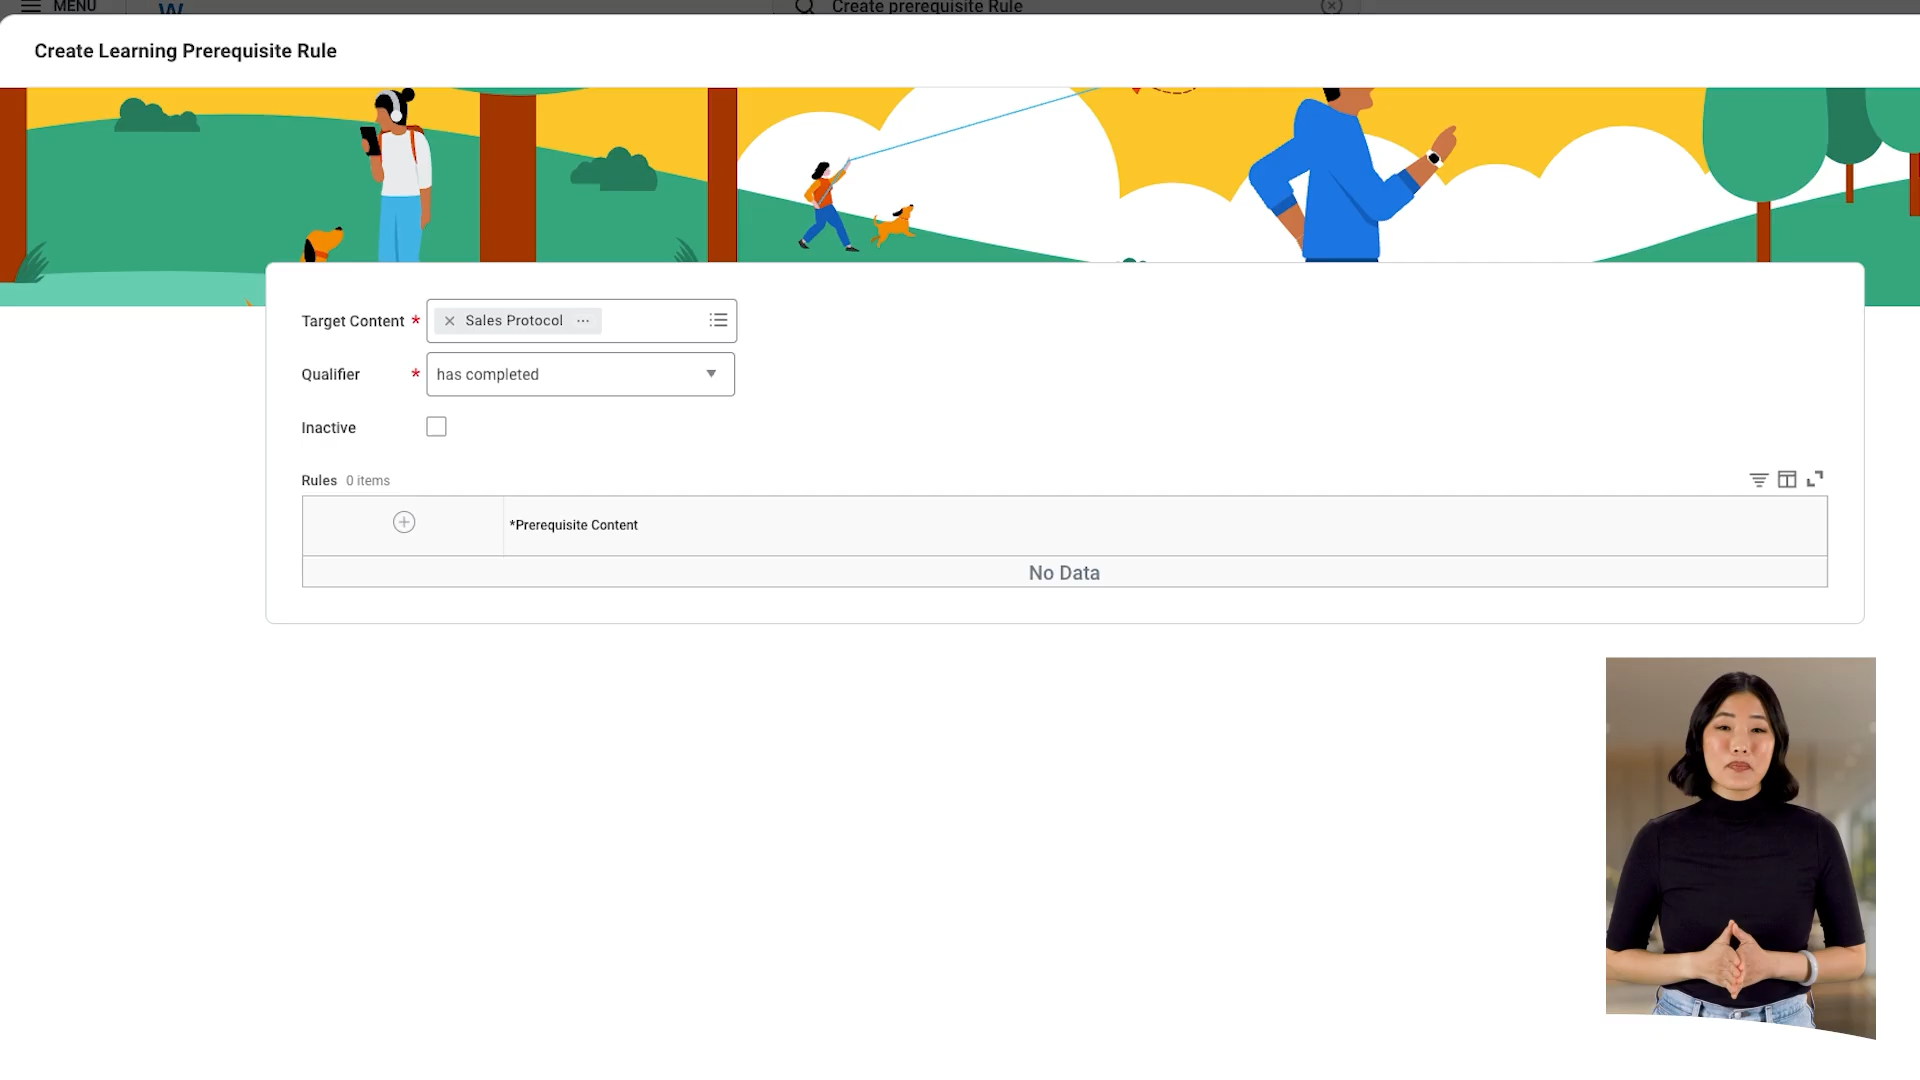 MENU
W
Create prerequisite Rule
Create Learning Prerequisite Rule
Target Content * Sales Protocol ...
Qualifier * has completed
Inactive
Rules 0 items
*Prerequisite Content
No Data